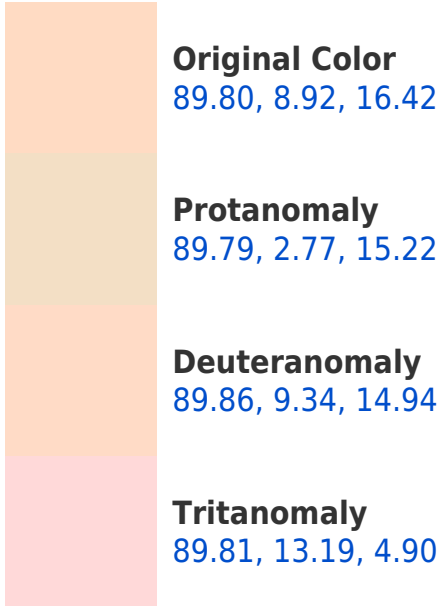 Original Color
89.80, 8.92, 16.42
Protanomaly
89.79, 2.77, 15.22
Deuteranomaly
89.86, 9.34, 14.94
Tritanomaly
89.81, 13.19, 4.90